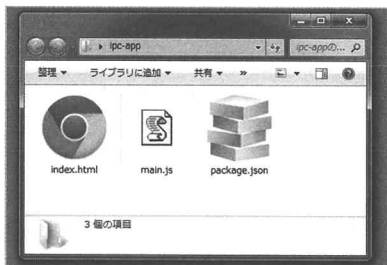 ipc-app
ipc-appの...
整理 ライブラリに追加 共有 »
index.html
main.js
package.json
3 個の項目